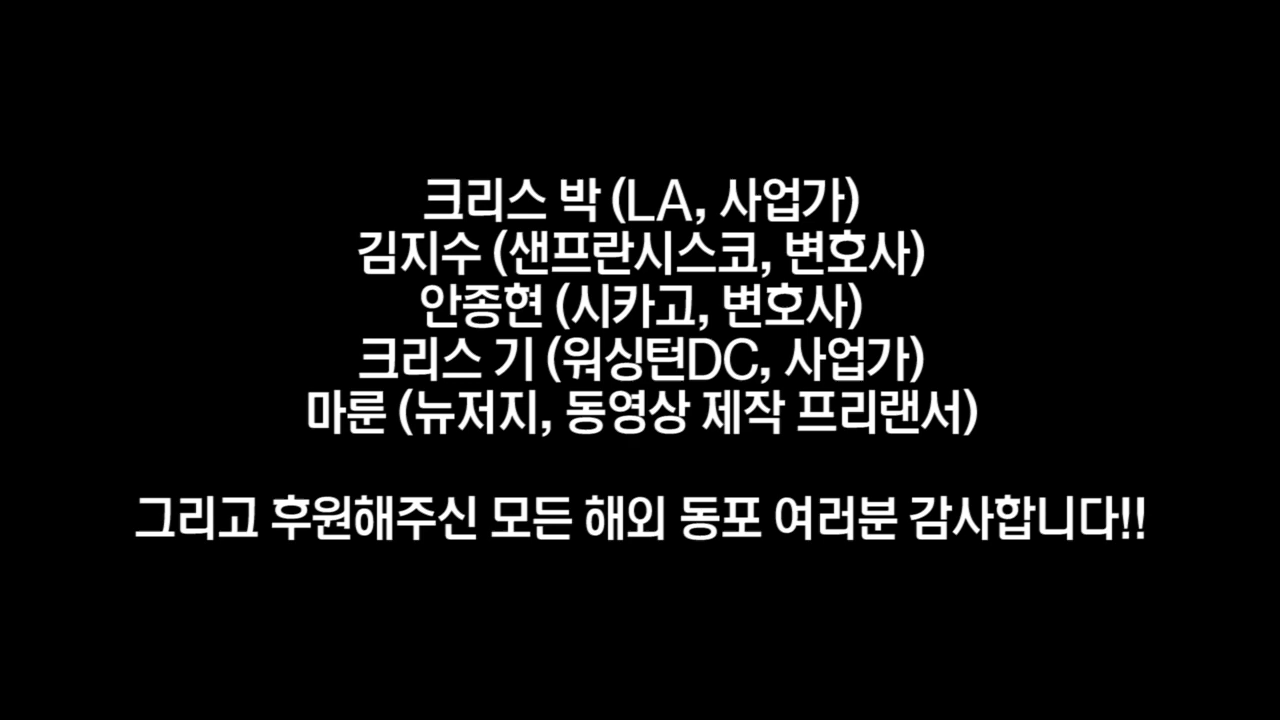 크리스 박 (LA, 사업가)
김지수 (샌프란시스코, 변호사)
안종현 (시카고, 변호사)
크리스 기 (워싱턴DC, 사업가)
마룬 (뉴저지, 동영상 제작 프리랜서)
그리고 후원해주신 모든 해외 동포 여러분 감사합니다!!